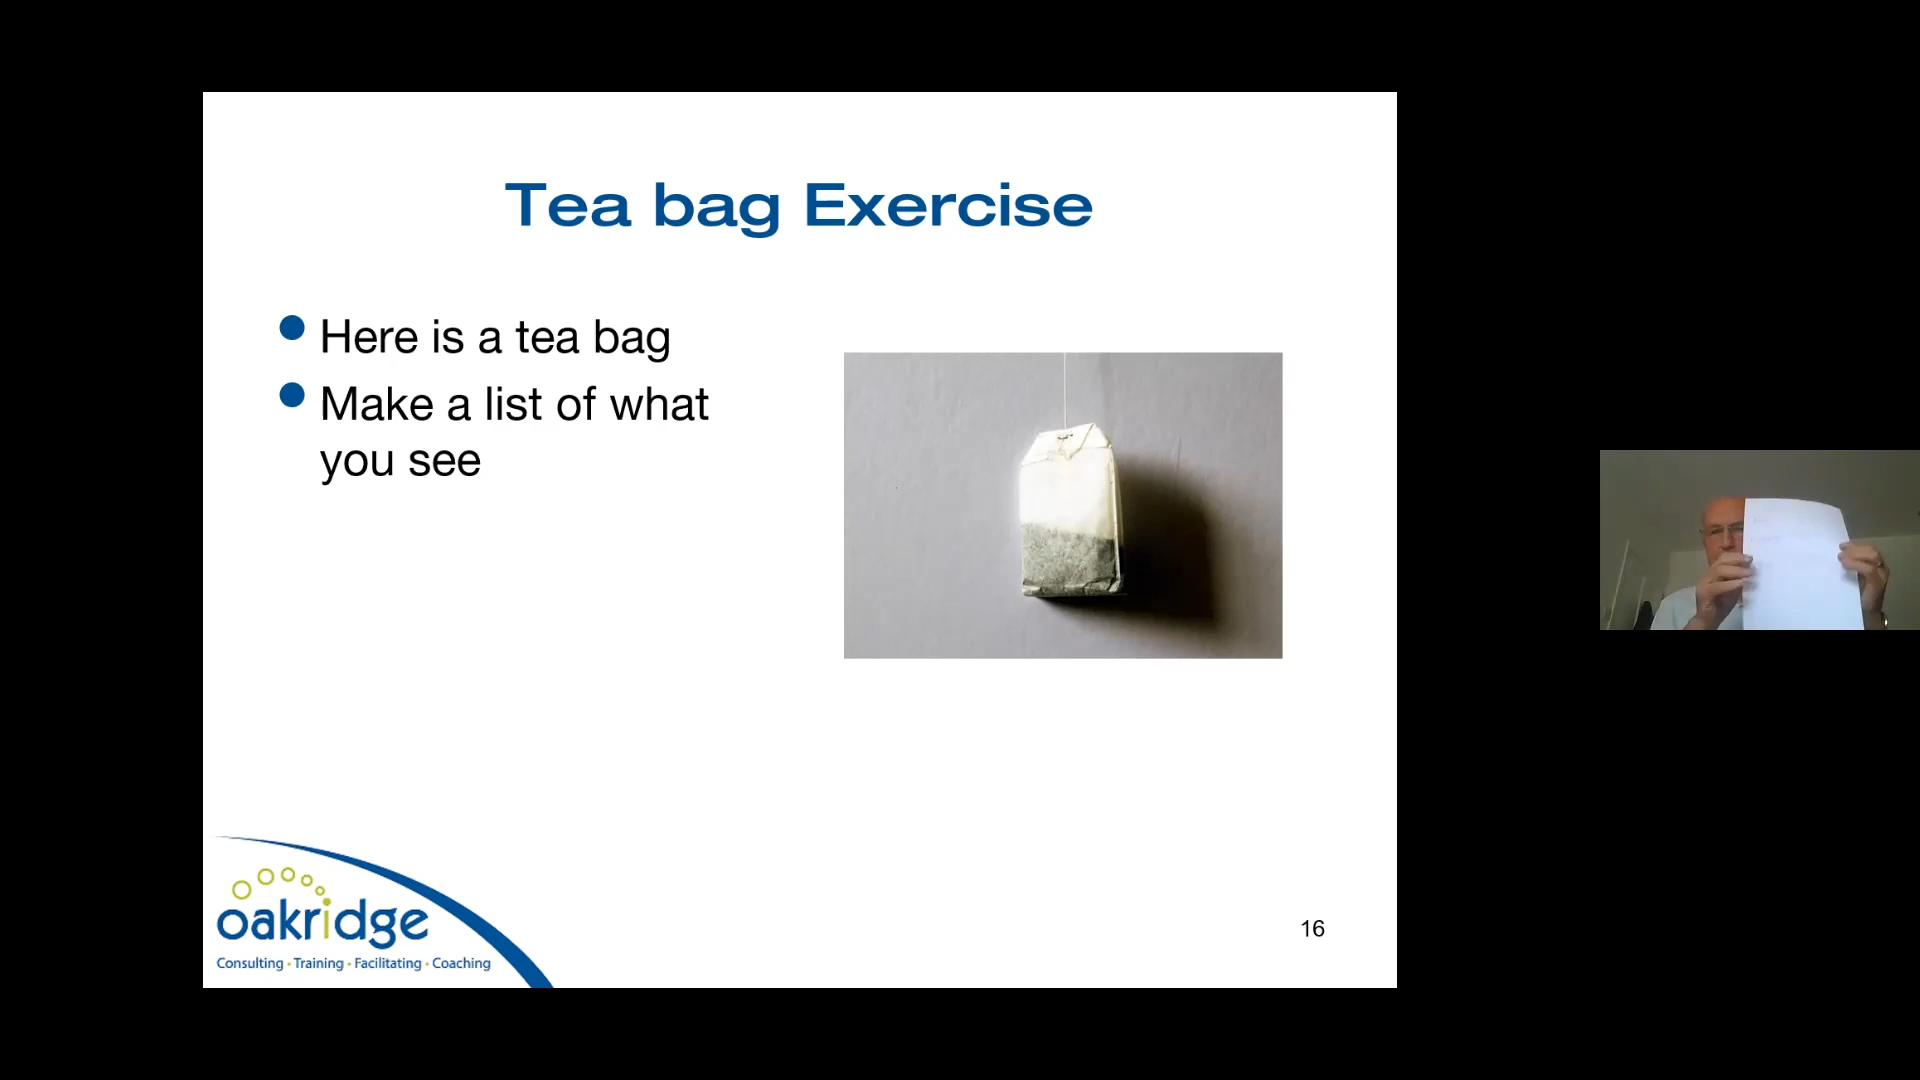 Tea bag Exercise
Here is a tea bag
Make a list of what
you see
oakridge
Consulting • Training • Facilitating • Coaching
16